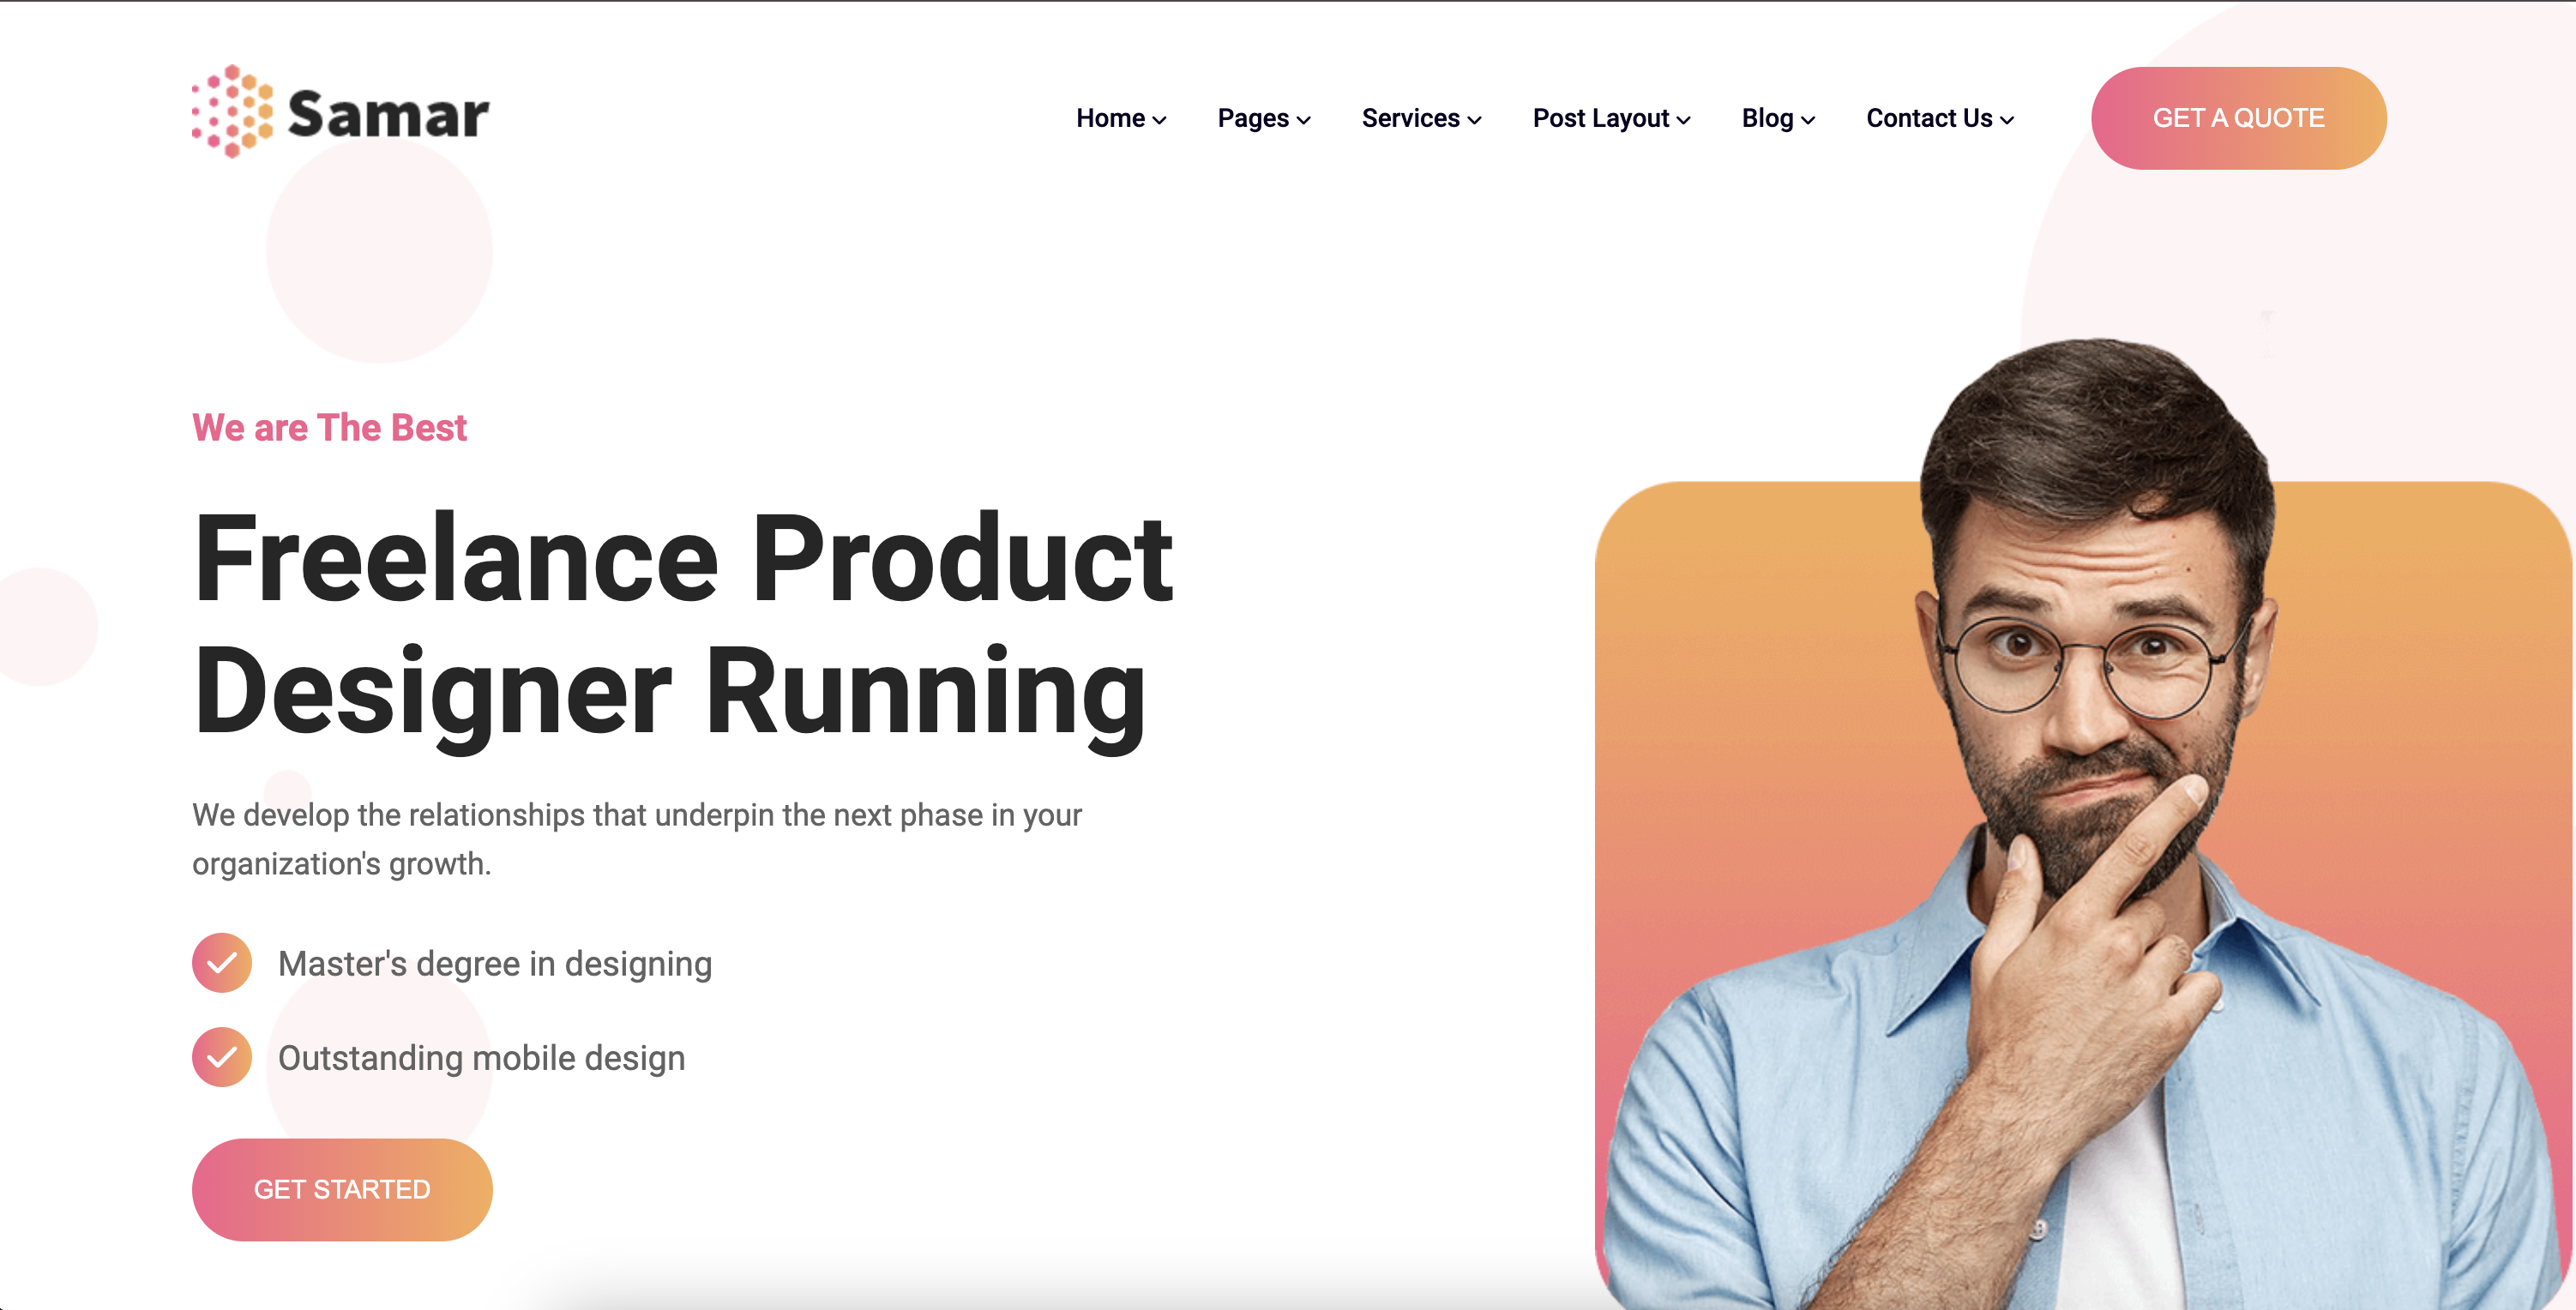 Samar
Home
Pages
Services
Post Layout
Blog
Contact Us
GET A QUOTE
We are The Best
Freelance Product
Designer Running
We develop the relationships that underpin the next phase in your
organization's growth.
Master's degree in designing
Outstanding mobile design
GET STARTED